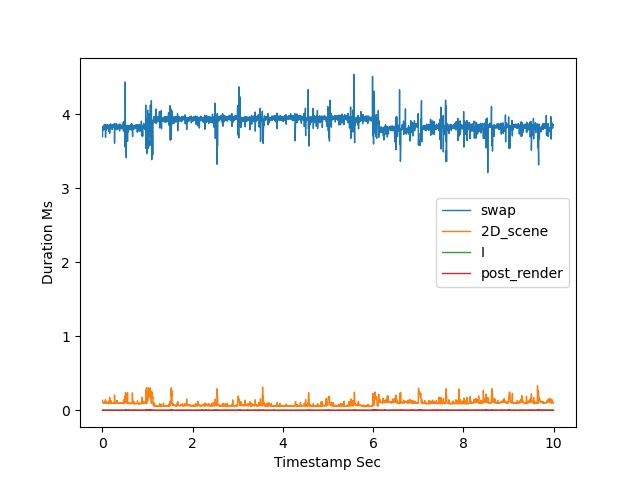 4
3
2
1
0
Duration Ms
swap
2D_scene
I
post_render
0
2
4
6
8
10
Timestamp Sec